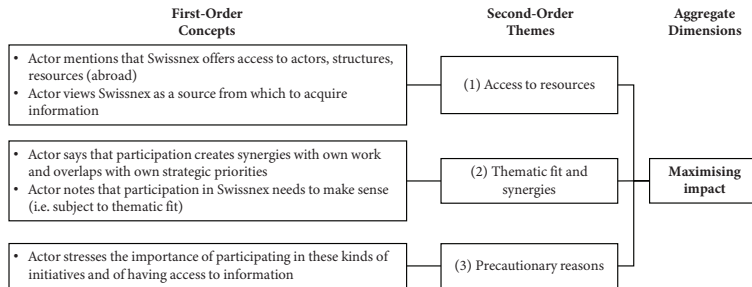 First-Order
Concepts
Second-Order
Themes
Aggregate
Dimensions
• Actor mentions that Swissnex offers access to actors, structures,
resources (abroad)
• Actor views Swissnex as a source from which to acquire
information
(1) Access to resources
• Actor says that participation creates synergies with own work
and overlaps with own strategic priorities
• Actor notes that participation in Swissnex needs to make sense
(i.e. subject to thematic fit)
(2) Thematic fit and
synergies
Maximising
impact
• Actor stresses the importance of participating in these kinds of
initiatives and of having access to information
(3) Precautionary reasons